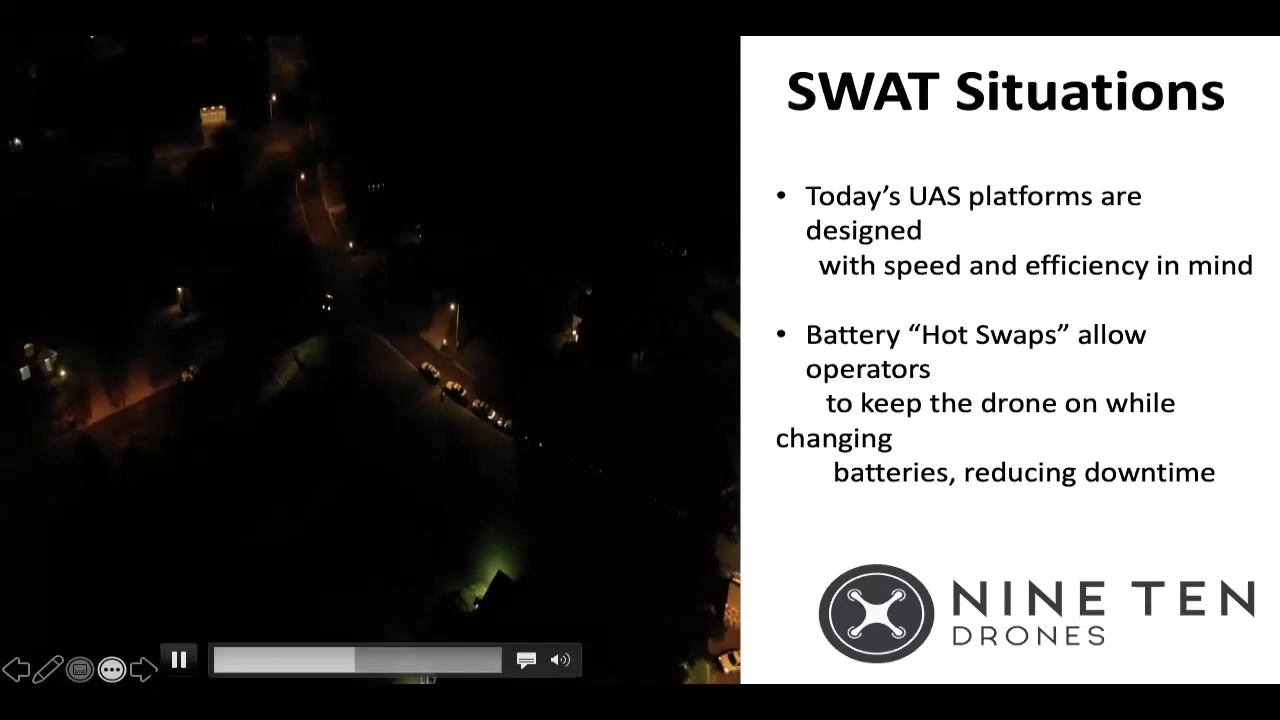 SWAT Situations
• Today’s UAS platforms are
designed
with speed and efficiency in mind
• Battery “Hot Swaps” allow
operators
to keep the drone on while
changing
batteries, reducing downtime
NINE TEN
DRONES